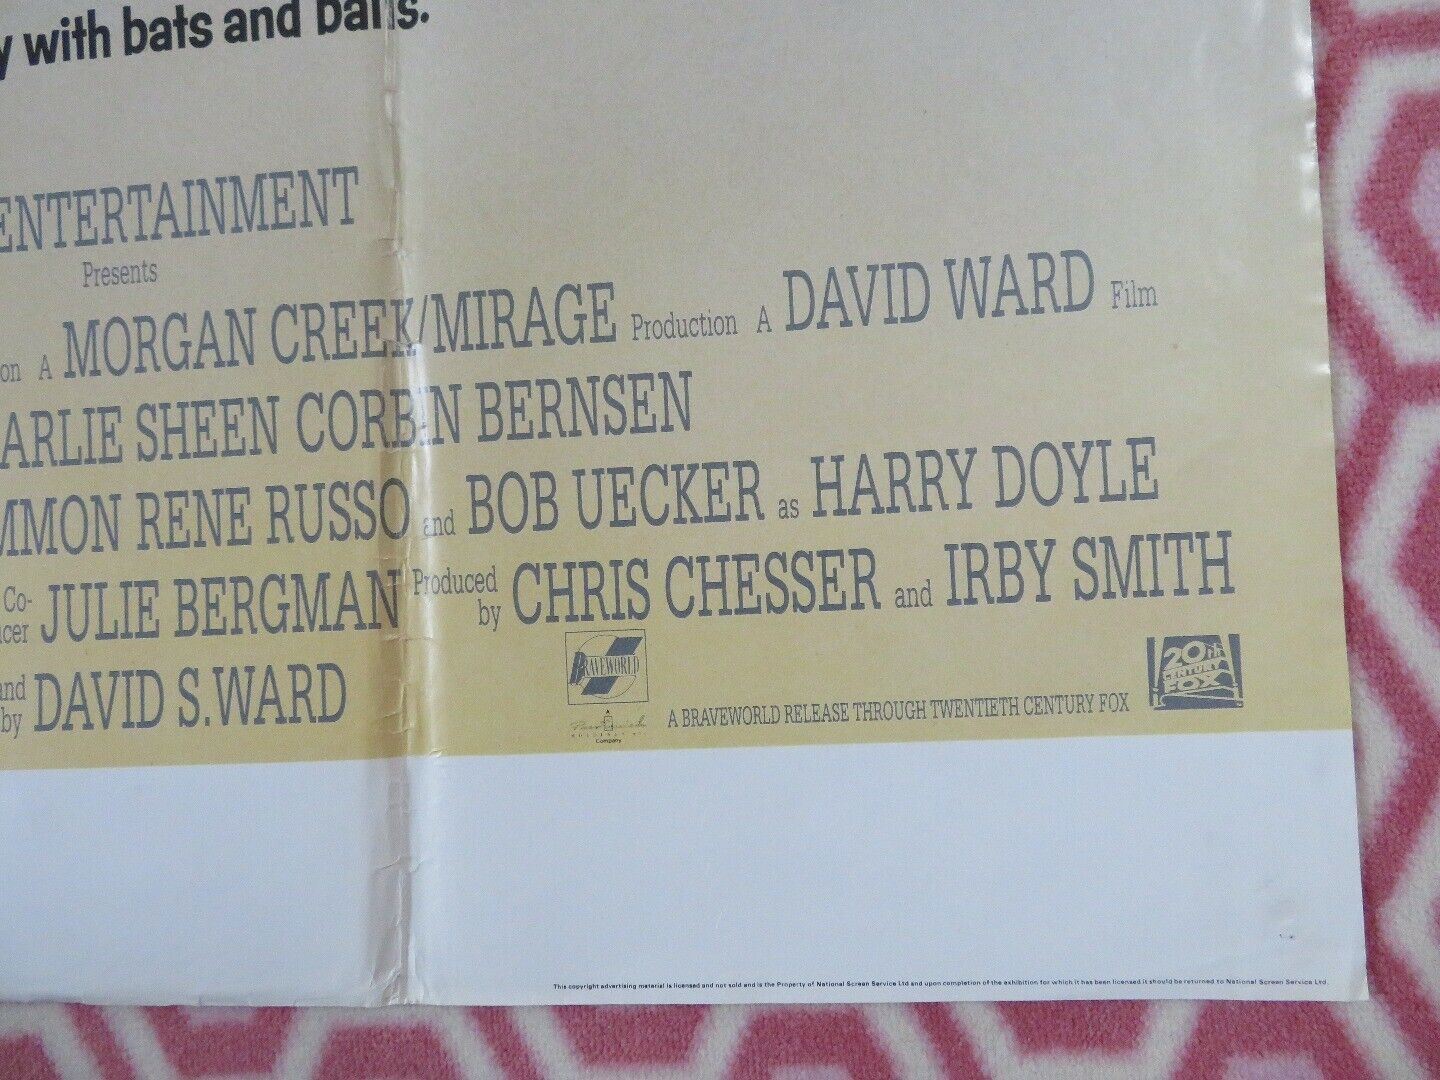 y with bats and balls.
ENTERTAINMENT
Presents
on A MORGAN CREEK/MIRAGE Production A DAVID WARD Film
ARLIE SHEEN CORBIN BERNSEN
MMON RENE RUSSO and BOB UECKER as HARRY DOYLE
Co-
ucer JULIE BERGMAN Produced by CHRIS CHESSER and IRBY SMITH
and
by DAVID S.WARD
BRAVEWORLD
Company
A BRAVEWORLD RELEASE THROUGH TWENTIETH CENTURY FOX
20th
CENTURY
FOX
This copyright advertising material is licensed and not sold and is the Property of National Screen Service Ltd and upon completion of the exhibition for which it has been licensed it should be returned to National Screen Service Ltd.